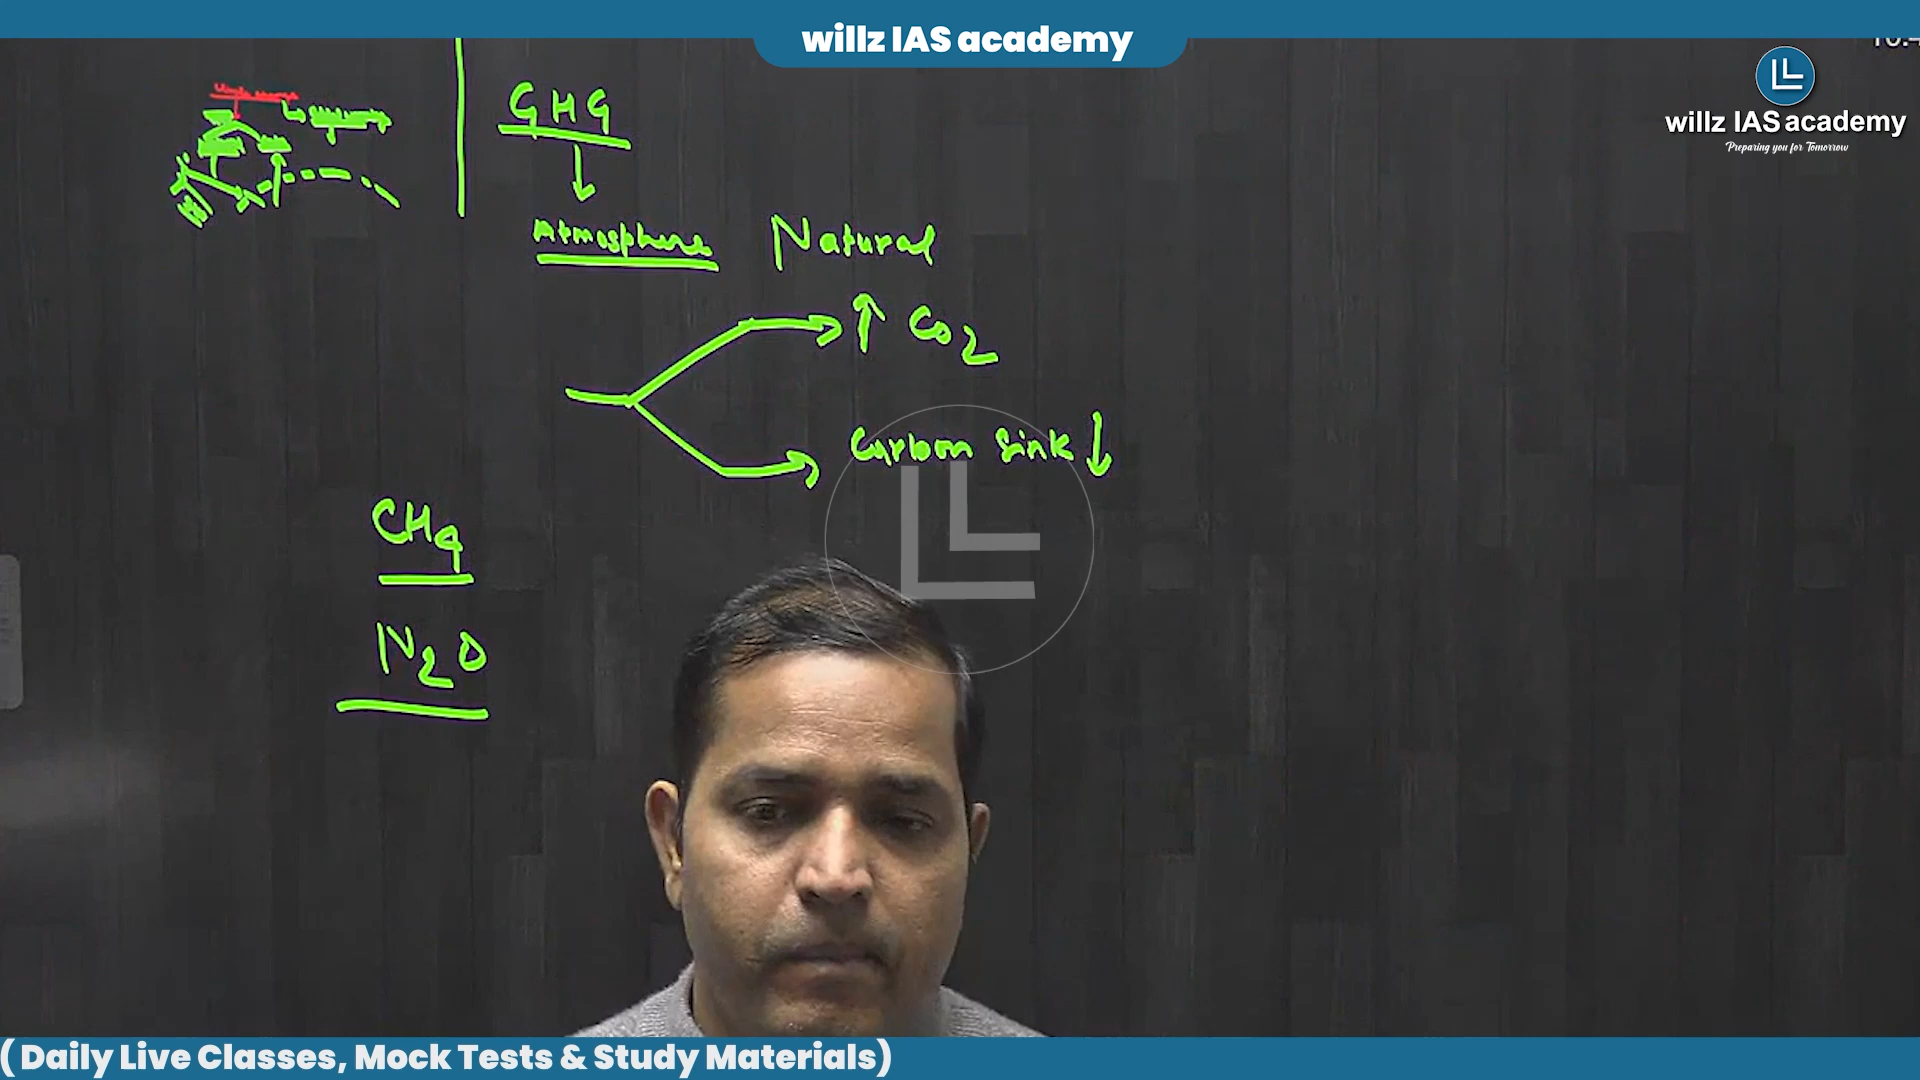 willz IAS academy
willz IAS academy
Preparing you for Tomorrow
GHG
Atmosphere Natural
↑ CO2
Carbon Sink ↓
CH4
N2O
( Daily Live Classes, Mock Tests & Study Materials)